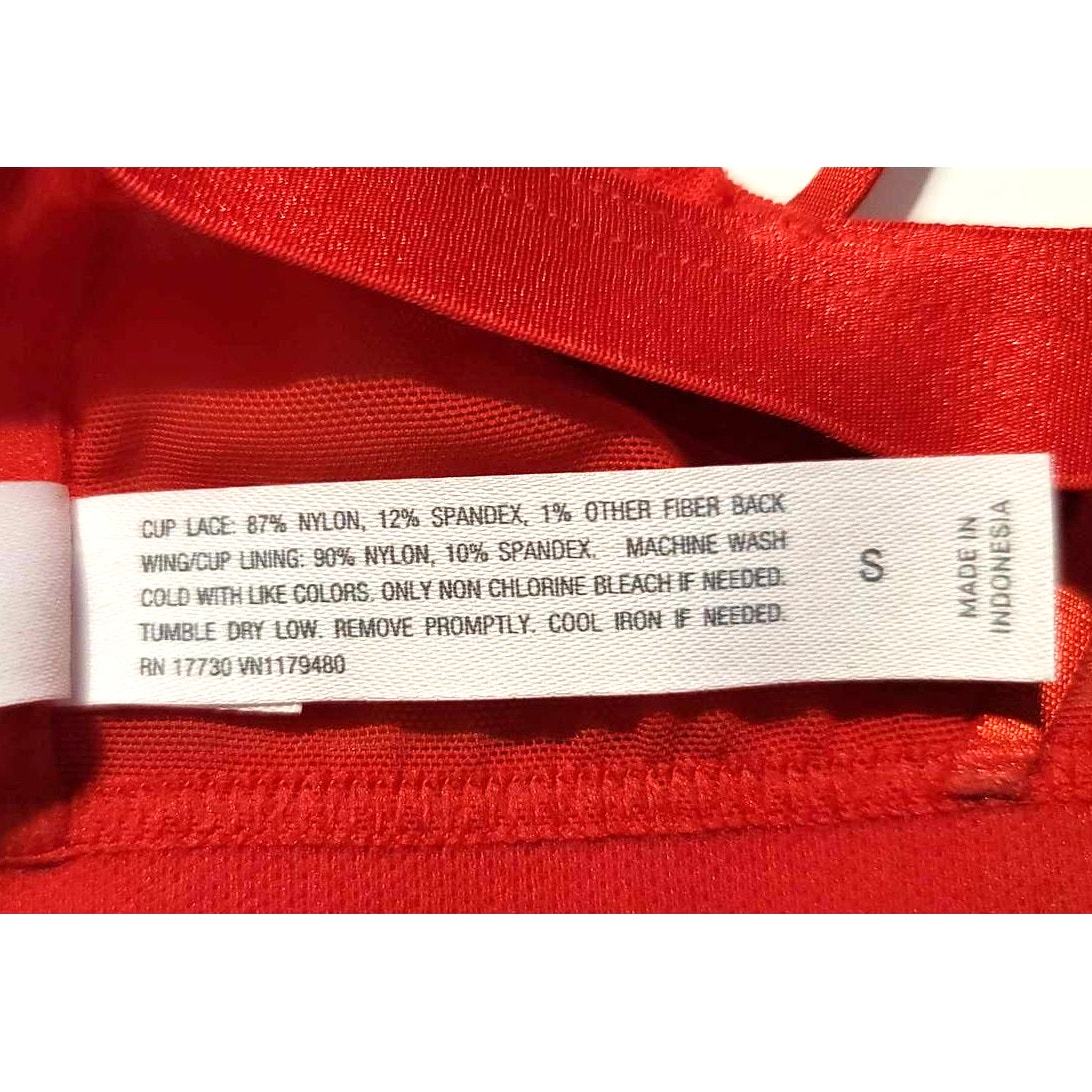 CUP LACE: 87% NYLON, 12% SPANDEX, 1% OTHER FIBER BACK
WING/CUP LINING: 90% NYLON, 10% SPANDEX. MACHINE WASH
COLD WITH LIKE COLORS. ONLY NON CHLORINE BLEACH IF NEEDED.
TUMBLE DRY LOW. REMOVE PROMPTLY. COOL IRON IF NEEDED.
RN 17730 VN1179480
S
MADE IN
INDONESIA